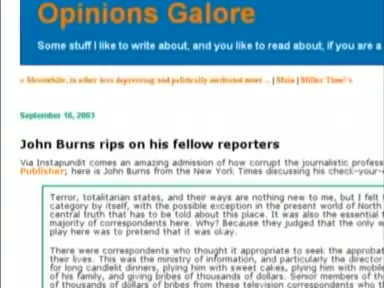 Opinions Galore
Some stuff I like to write about, and you like to read about, if you are a
« Meanwhile, in other less depressing and politically motivated news ... | Main | Miller Time! »
September 16, 2003
John Burns rips on his fellow reporters
Via Instapundit comes an amazing admission of how corrupt the journalistic profess
Publisher; here is John Burns from the New York Times discussing his check-your-
Terror, totalitarian states, and their ways are nothing new to me, but I felt
category by itself, with the possible exception in the present world of North
central truth that has to be told about this place. It was also the essential
majority of correspondents here. Why? Because they judged that the only w
play here was to pretend that it was okay.
There were correspondents who thought it appropriate to seek the approbat
their lives. This was the ministry of information, and particularly the director
for long candlelit dinners, plying him with sweet cakes, plying him with mobil
of his family, and giving bribes of thousands of dollars. Senior members of th
of thousands of dollars of bribes from these television correspondents who t